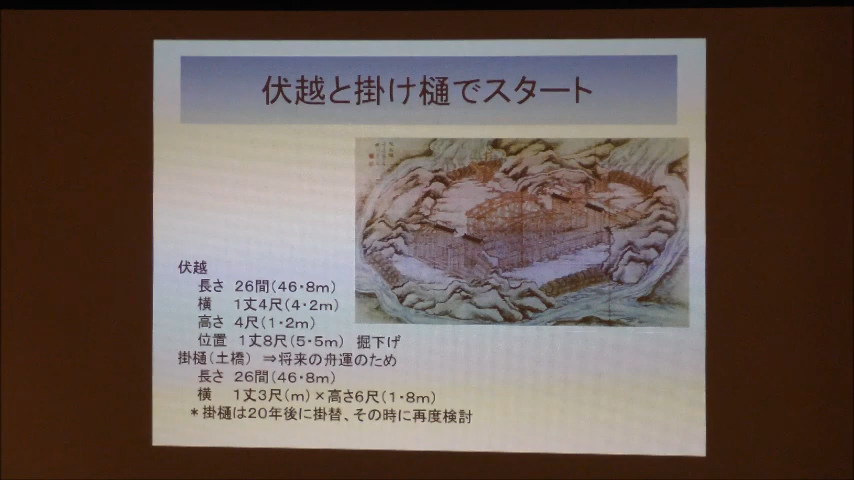 伏越と掛け樋でスタート
伏越
長さ 26間(46・8m)
横 1丈4尺(4・2m)
高さ 4尺(1・2m)
位置 1丈8尺(5・5m) 掘下げ
掛樋(土橋) ⇒将来の舟運のため
長さ 26間(46・8m)
横 1丈3尺(m)×高さ6尺(1・8m)
*掛樋は20年後に掛替、その時に再度検討